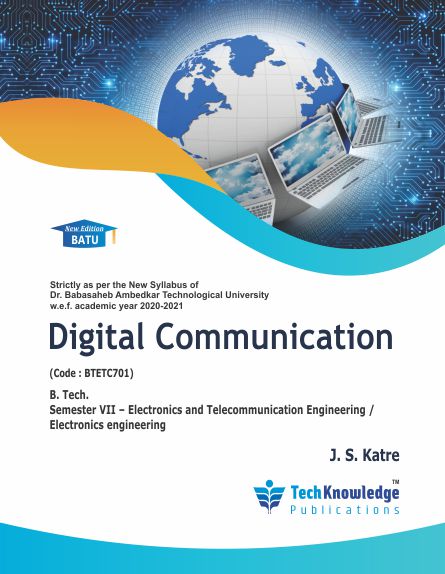 New Edition
BATU
Strictly as per the New Syllabus of
Dr. Babasaheb Ambedkar Technological University
w.e.f. academic year 2020-2021
Digital Communication
(Code : BTETC701)
B. Tech.
Semester VII – Electronics and Telecommunication Engineering /
Electronics engineering
J. S. Katre
TechKnowledge™
Publications